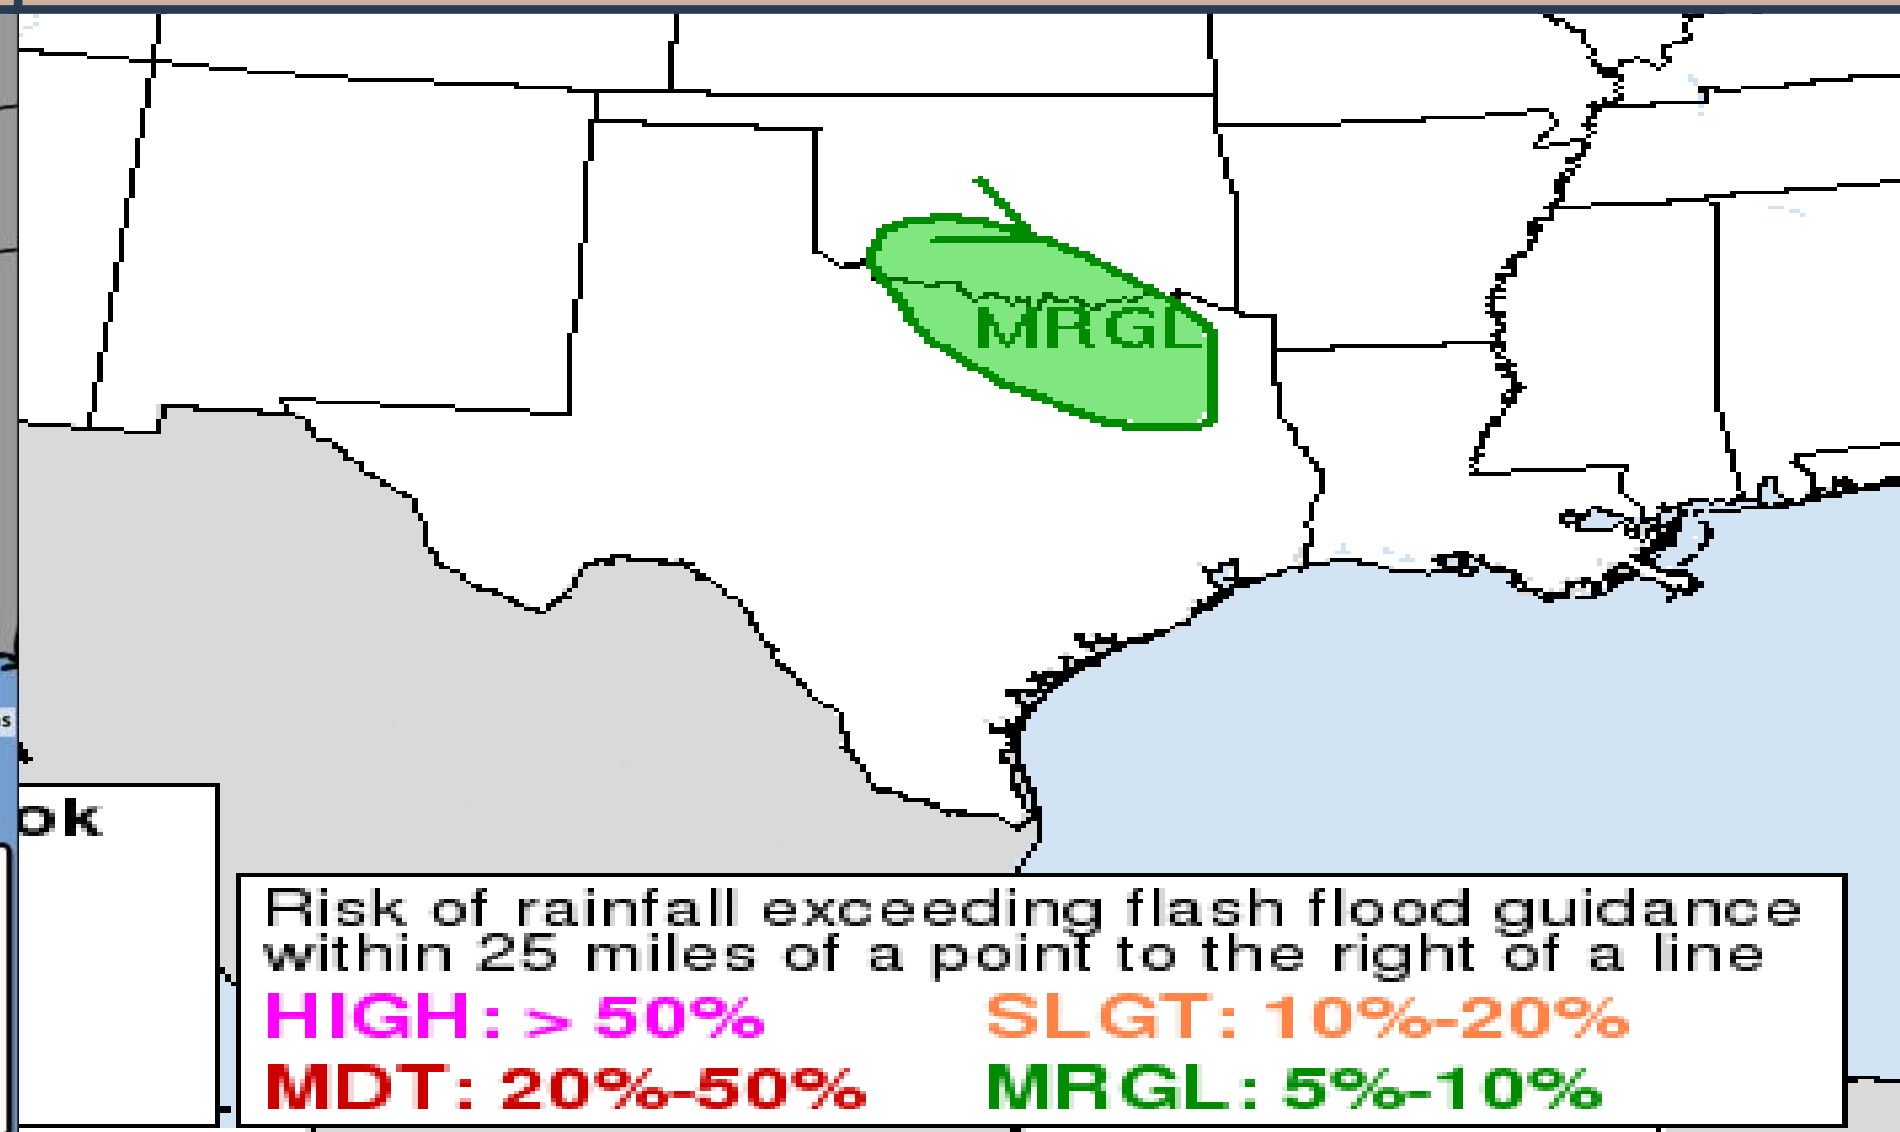 MRGL
s
ok
Risk of rainfall exceeding flash flood guidance
within 25 miles of a point to the right of a line
HIGH: > 50% SLGT: 10%-20%
MDT: 20%-50% MRGL: 5%-10%